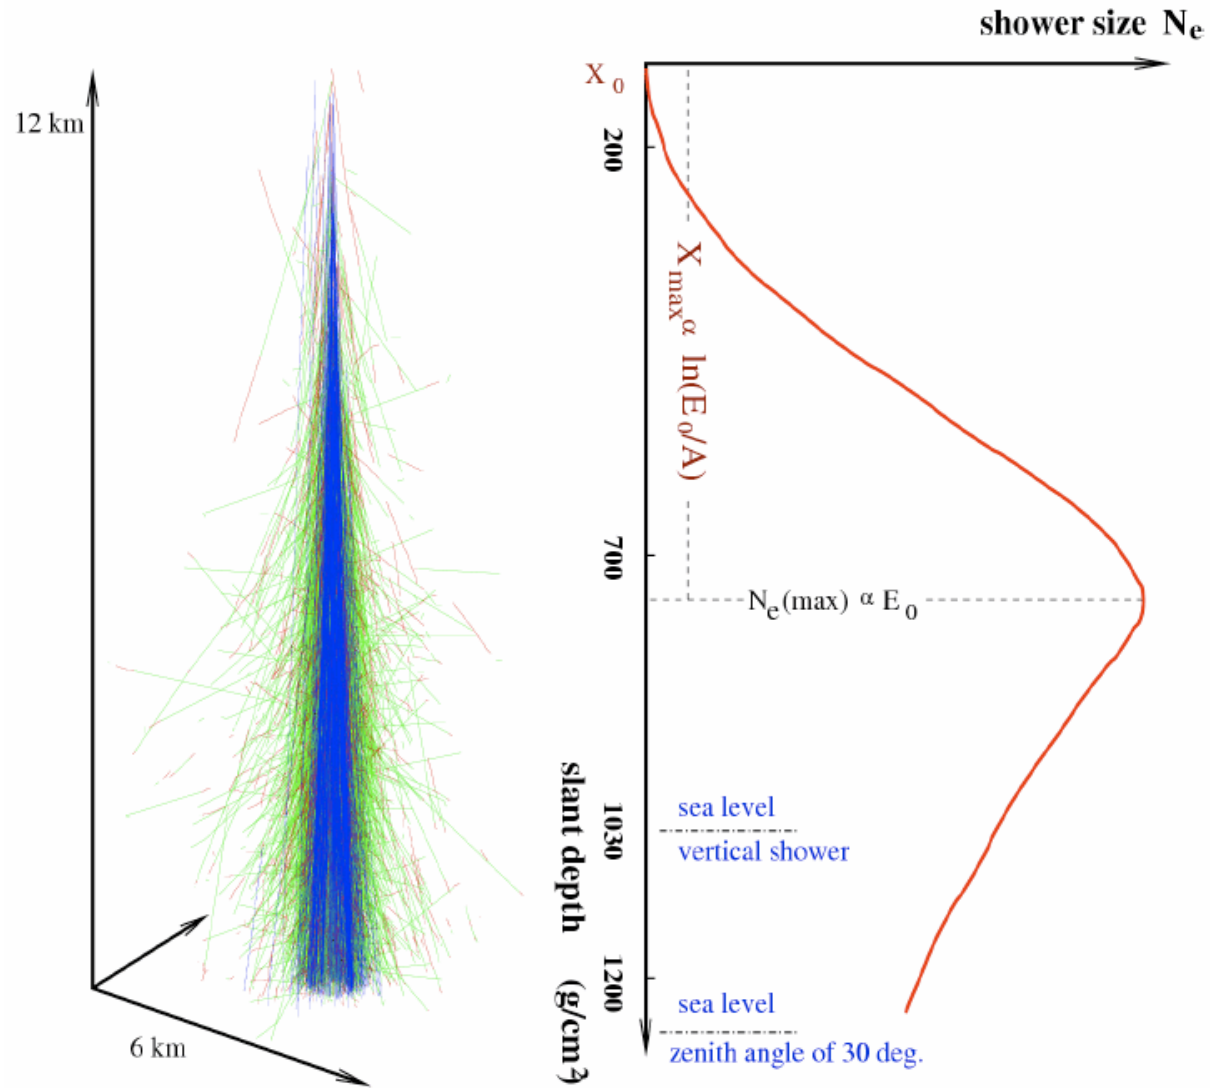 shower size Ne
X0
12 km
200
Xmax α ln(E0/A)
700
Ne(max) α E0
slant depth (g/cm²)
1030
sea level
vertical shower
1200
sea level
zenith angle of 30 deg.
6 km